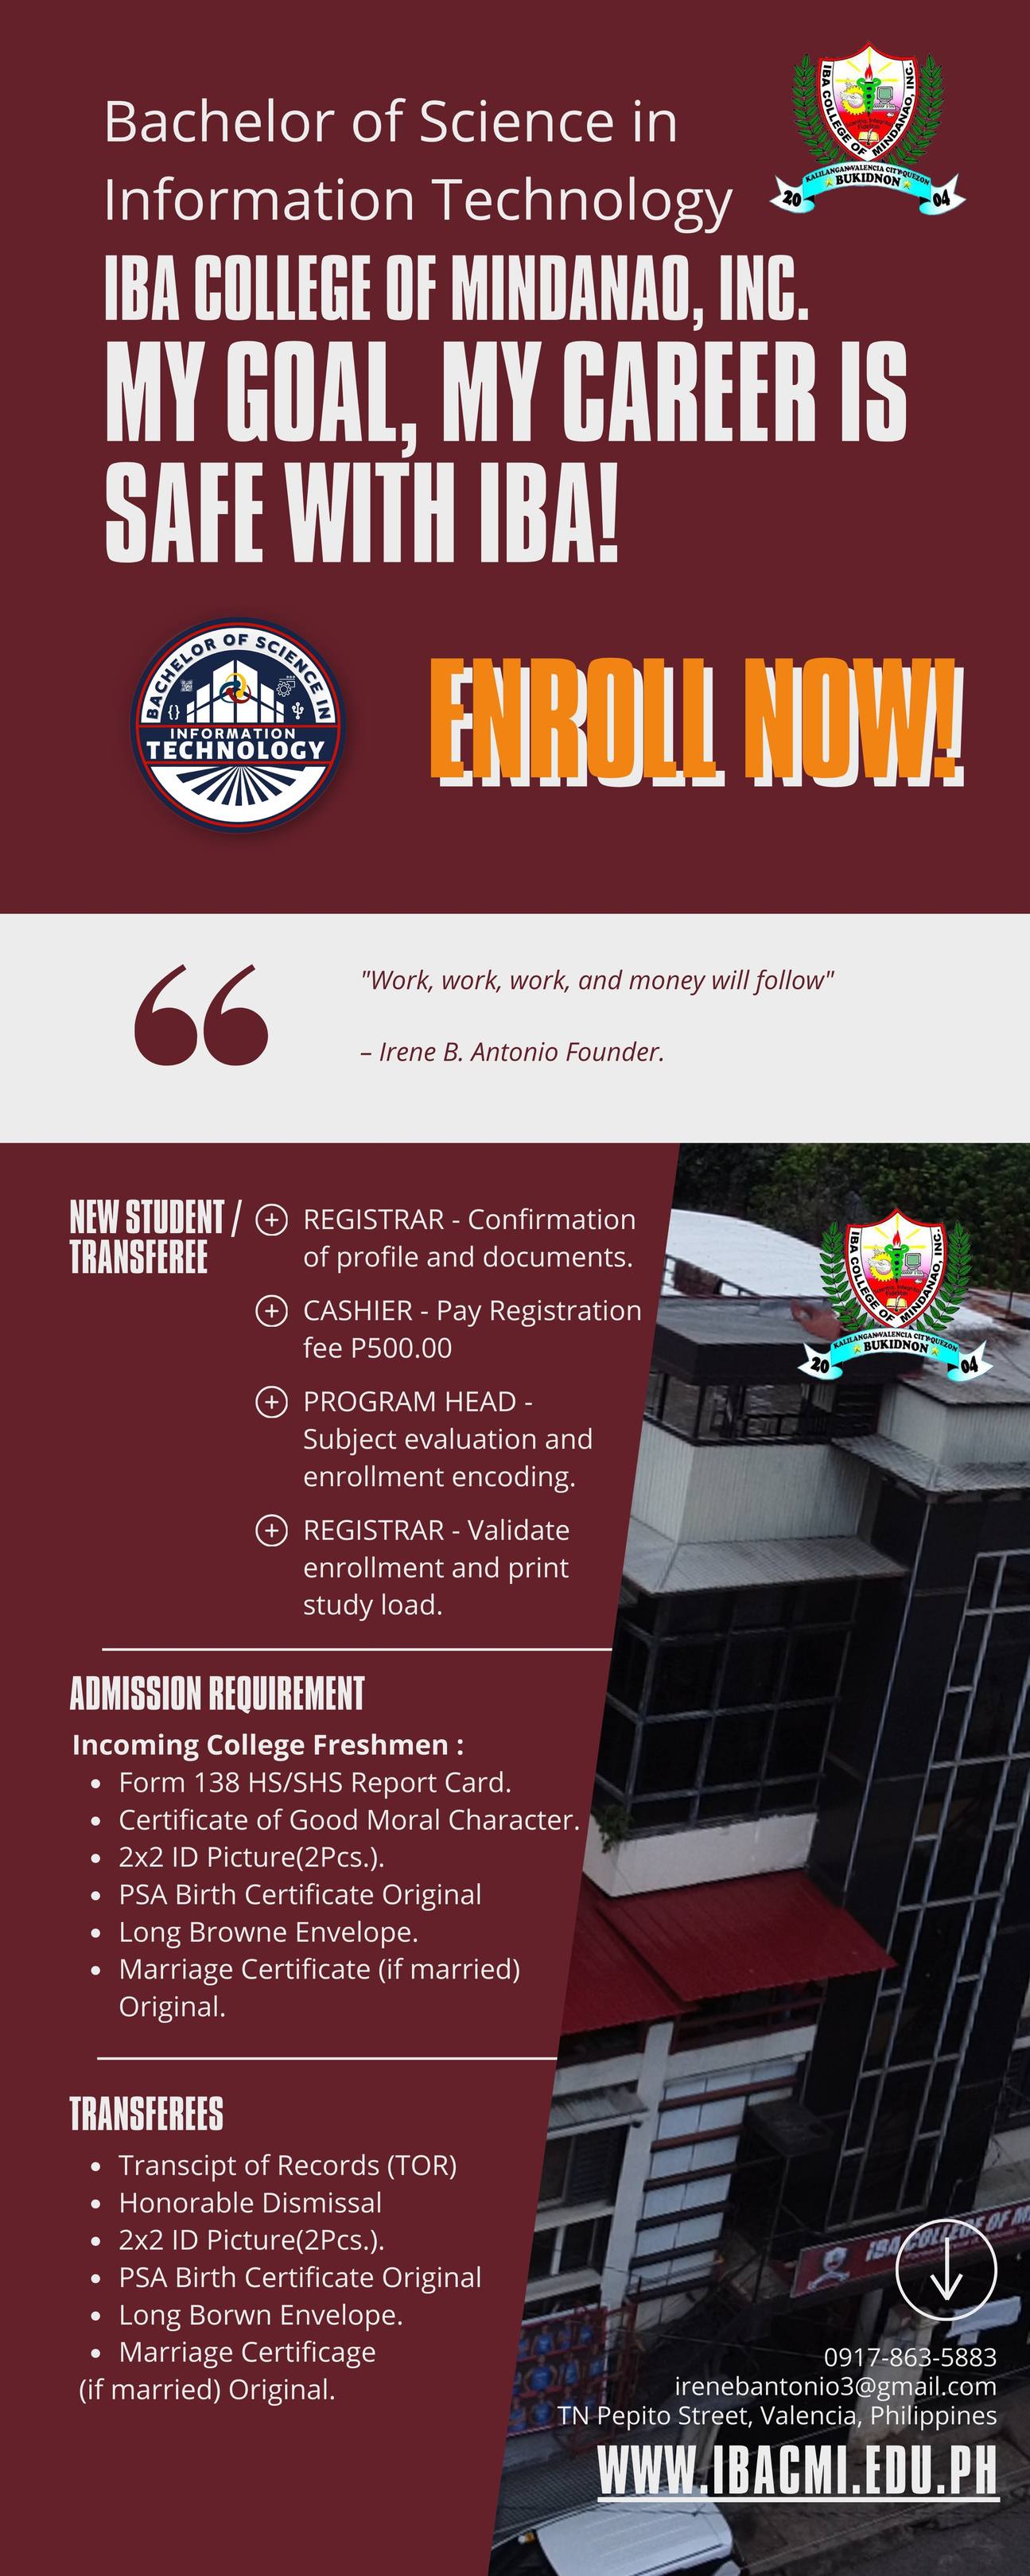 Bachelor of Science in
Information Technology
IBA COLLEGE OF MINDANAO, INC.
KALILANGAN•VALENCIA CITY•QUEZON
BUKIDNON
20 04
IBA COLLEGE OF MINDANAO, INC.
MY GOAL, MY CAREER IS
SAFE WITH IBA!
BACHELOR OF SCIENCE IN
INFORMATION
TECHNOLOGY
ENROLL NOW!
"Work, work, work, and money will follow"
– Irene B. Antonio Founder.
NEW STUDENT /
TRANSFEREE
REGISTRAR - Confirmation
of profile and documents.
CASHIER - Pay Registration
fee P500.00
PROGRAM HEAD -
Subject evaluation and
enrollment encoding.
REGISTRAR - Validate
enrollment and print
study load.
IBA COLLEGE OF MINDANAO, INC.
KALILANGAN•VALENCIA CITY•QUEZON
BUKIDNON
20 04
ADMISSION REQUIREMENT
Incoming College Freshmen :
• Form 138 HS/SHS Report Card.
• Certificate of Good Moral Character.
• 2x2 ID Picture(2Pcs.).
• PSA Birth Certificate Original
• Long Browne Envelope.
• Marriage Certificate (if married)
Original.
TRANSFEREES
• Transcipt of Records (TOR)
• Honorable Dismissal
• 2x2 ID Picture(2Pcs.).
• PSA Birth Certificate Original
• Long Borwn Envelope.
• Marriage Certificage
(if married) Original.
IBA COLLEGE OF
0917-863-5883
irenebantonio3@gmail.com
TN Pepito Street, Valencia, Philippines
WWW.IBACMI.EDU.PH